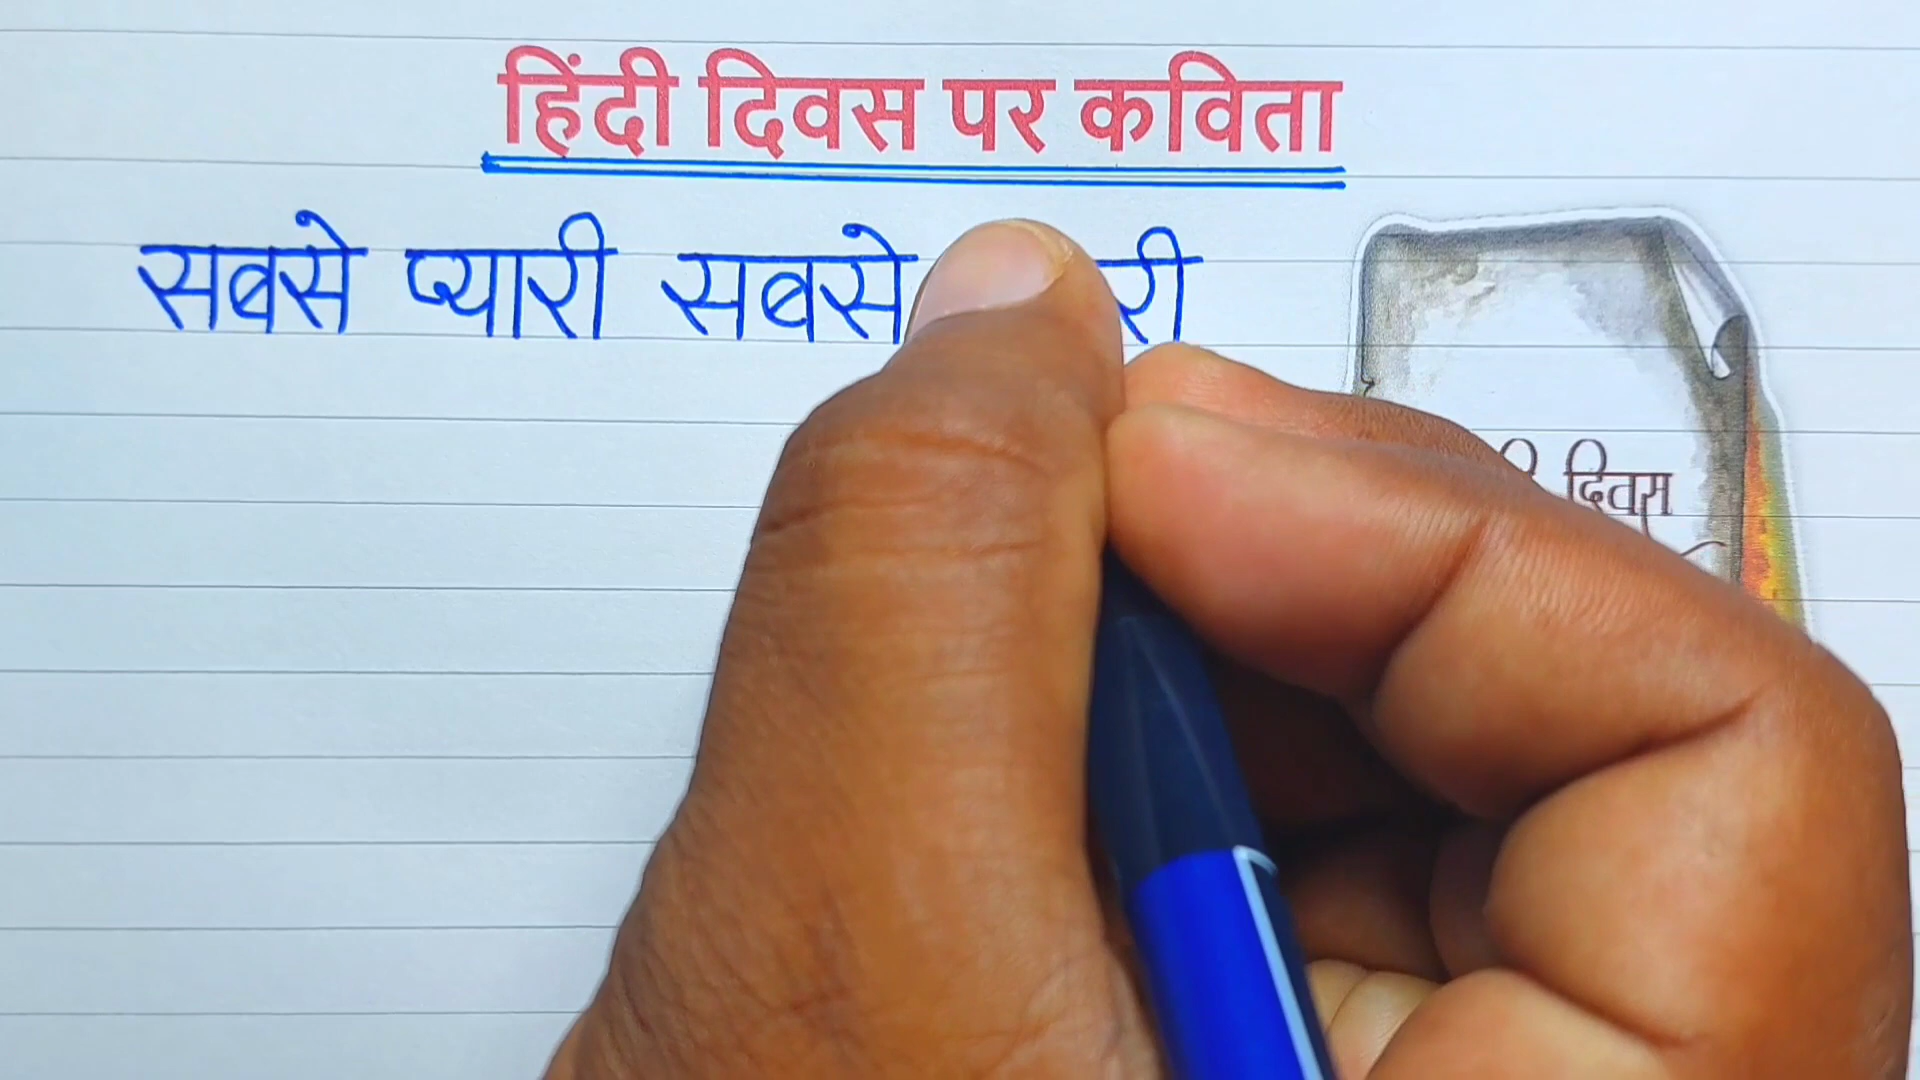 हिंदी दिवस पर कविता
सबसे प्यारी सबसे
दिवस